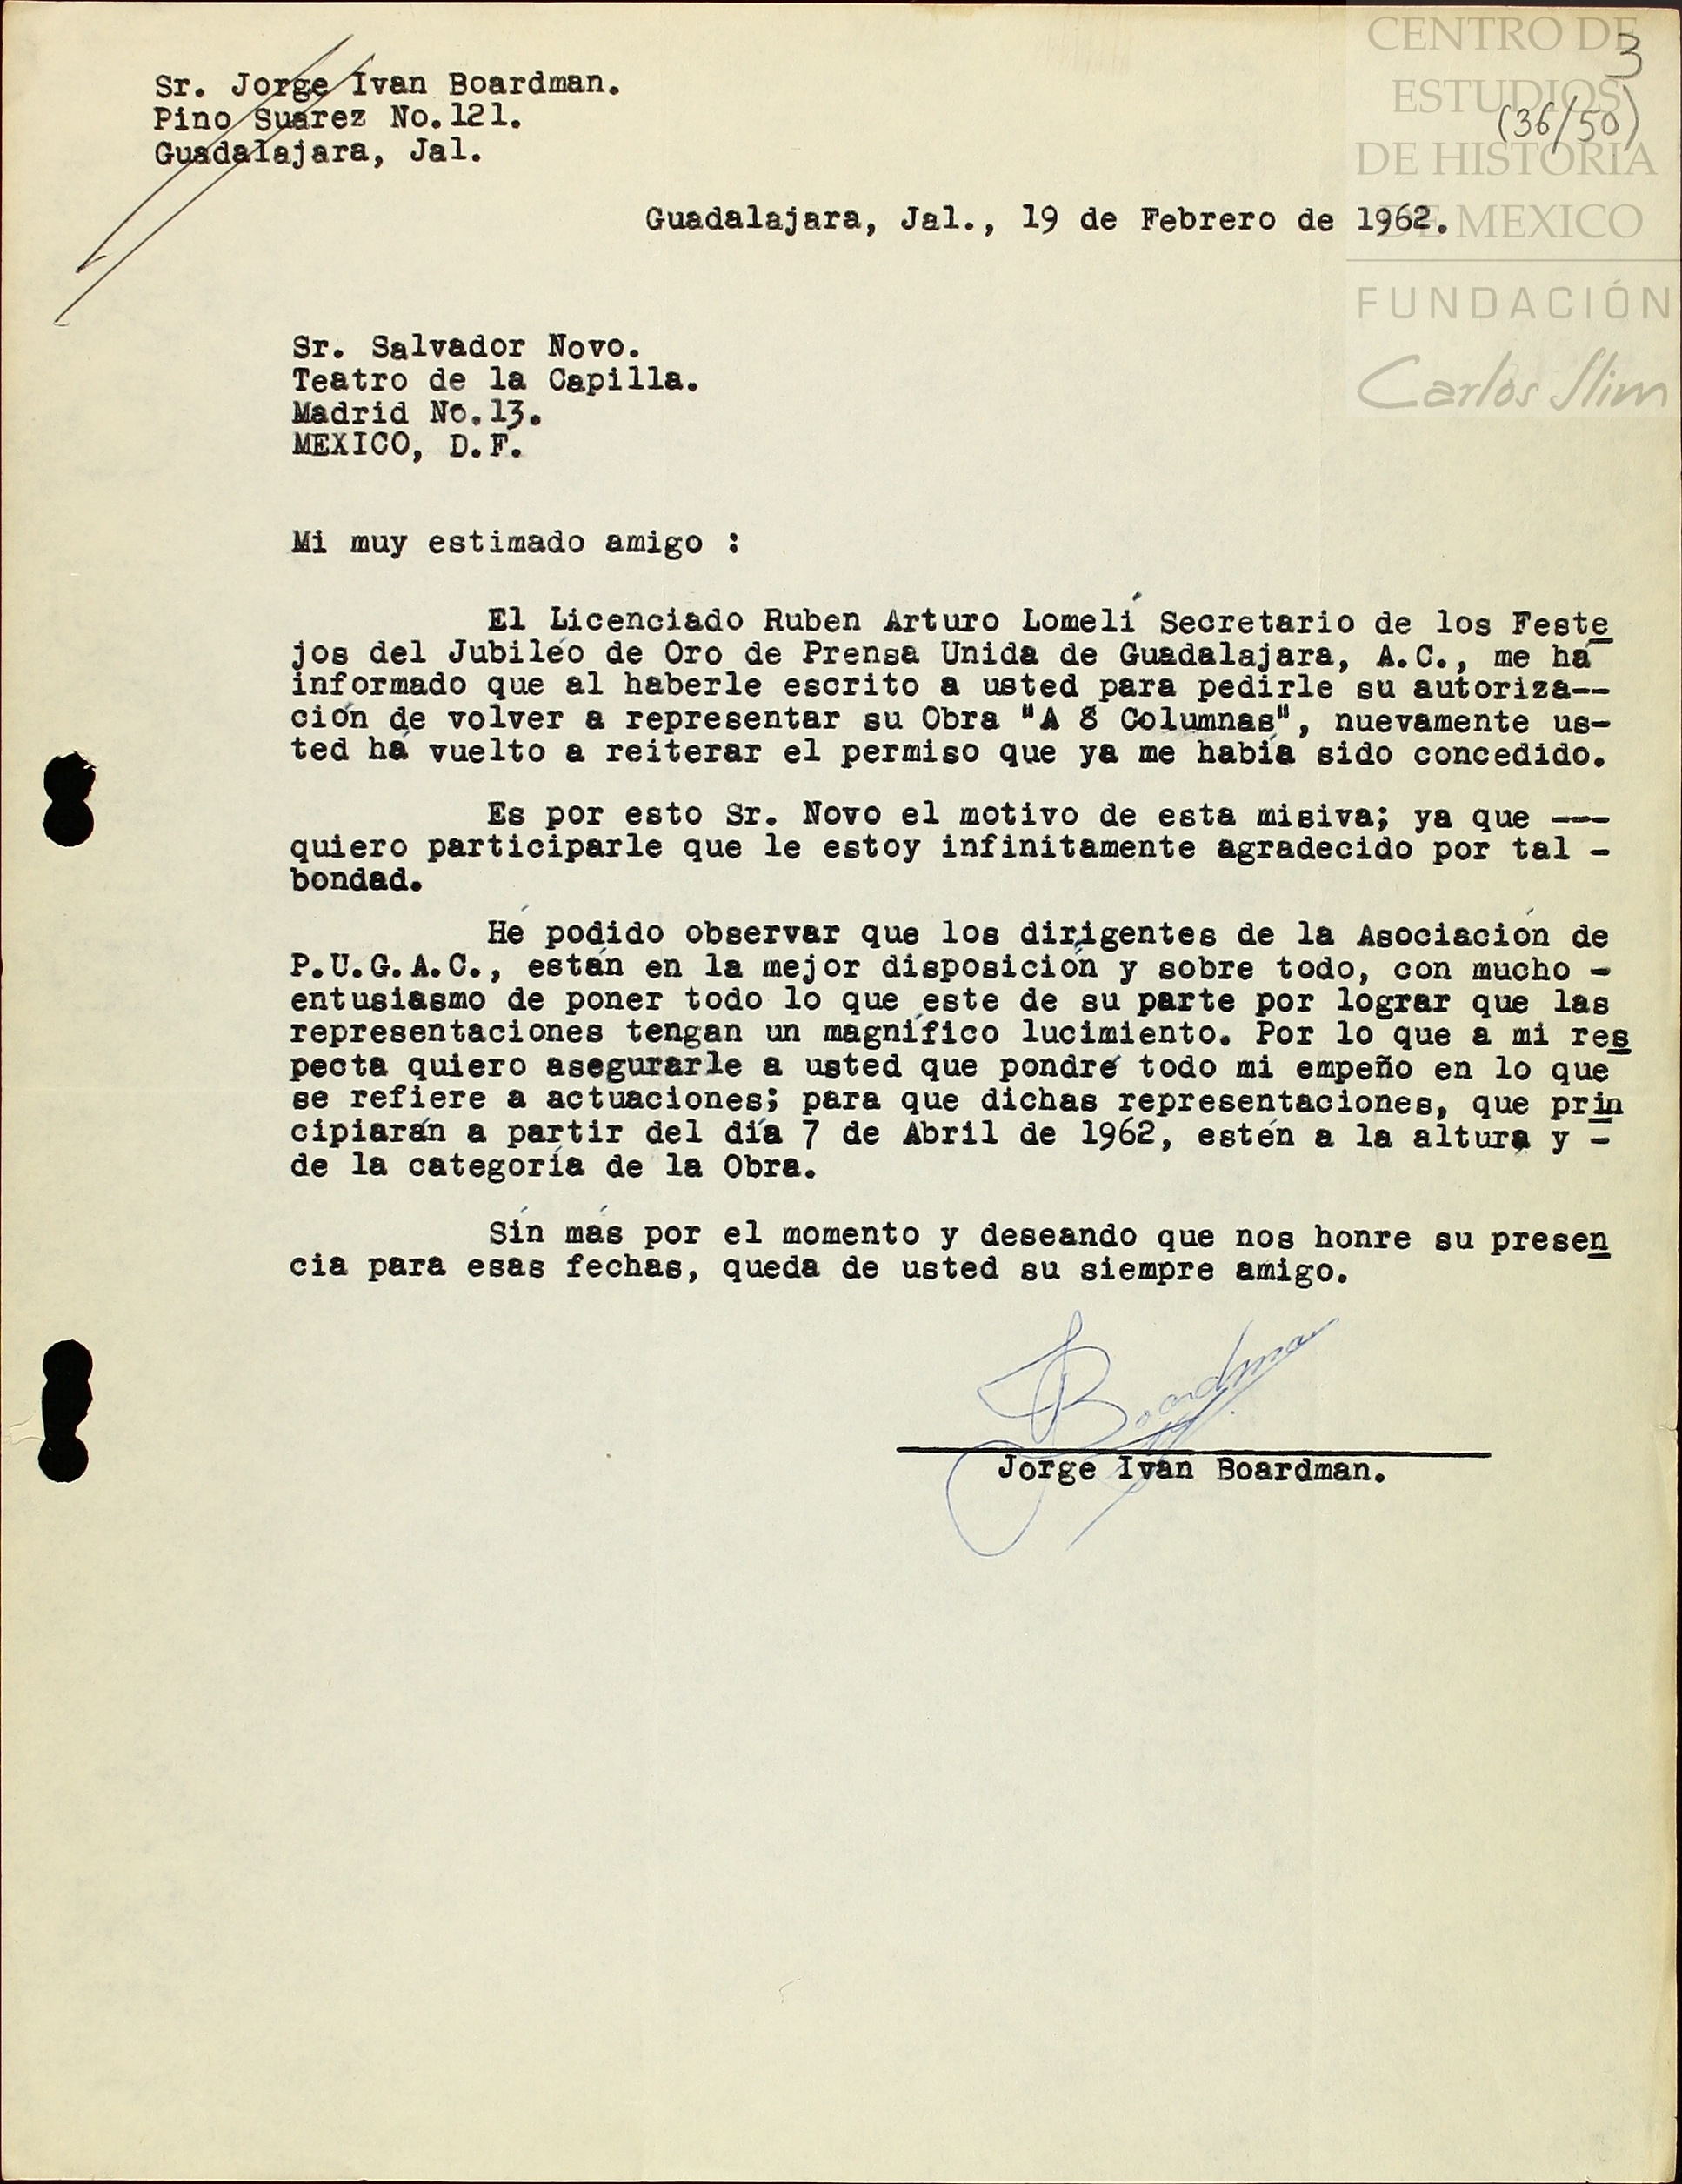 CENTRO DE
ESTUDIOS
DE HISTORIA
DE MEXICO
FUNDACIÓN
Carlos Slim
3
(36/50)
Sr. Jorge Ivan Boardman.
Pino Suarez No.121.
Guadalajara, Jal.
Guadalajara, Jal., 19 de Febrero de 1962.
Sr. Salvador Novo.
Teatro de la Capilla.
Madrid No.13.
MEXICO, D.F.
Mi muy estimado amigo :
El Licenciado Ruben Arturo Lomelí Secretario de los Feste
jos del Jubiléo de Oro de Prensa Unida de Guadalajara, A.C., me há
informado que al haberle escrito a usted para pedirle su autoriza--
ción de volver a representar su Obra "A 8 Columnas", nuevamente us-
ted há vuelto a reiterar el permiso que ya me había sido concedido.
Es por esto Sr. Novo el motivo de esta misiva; ya que ---
quiero participarle que le estoy infinitamente agradecido por tal -
bondad.
Hé podido observar que los dirigentes de la Asociación de
P.U.G.A.C., están en la mejor disposición y sobre todo, con mucho -
entusiasmo de poner todo lo que este de su parte por lograr que las
representaciones tengan un magnífico lucimiento. Por lo que a mi res
pecta quiero asegurarle a usted que pondré todo mi empeño en lo que
se refiere a actuaciones; para que dichas representaciones, que prin
cipiarán a partir del día 7 de Abril de 1962, estén a la altura y -
de la categoría de la Obra.
Sín más por el momento y deseando que nos honre su presen
cia para esas fechas, queda de usted su siempre amigo.
Boardman
Jorge Ivan Boardman.